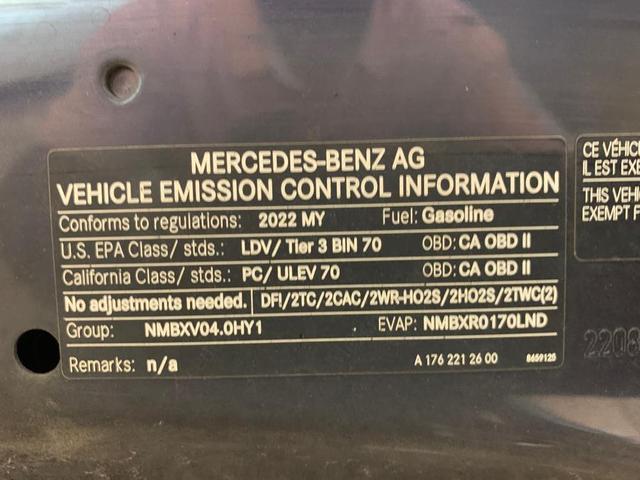 MERCEDES-BENZ AG
VEHICLE EMISSION CONTROL INFORMATION
Conforms to regulations: 2022 MY Fuel: Gasoline
U.S. EPA Class/ stds.: LDV/ Tier 3 BIN 70 OBD: CA OBD II
California Class/ stds.: PC/ ULEV 70 OBD: CA OBD II
No adjustments needed. DFI/2TC/2CAC/2WR-HO2S/2HO2S/2TWC(2)
Group: NMBXV04.0HY1 EVAP: NMBXR0170LND
Remarks: n/a A 176 221 26 00 8659125
CE VÉHIC
IL EST EXE
THIS VEHI
EXEMPT F
2208